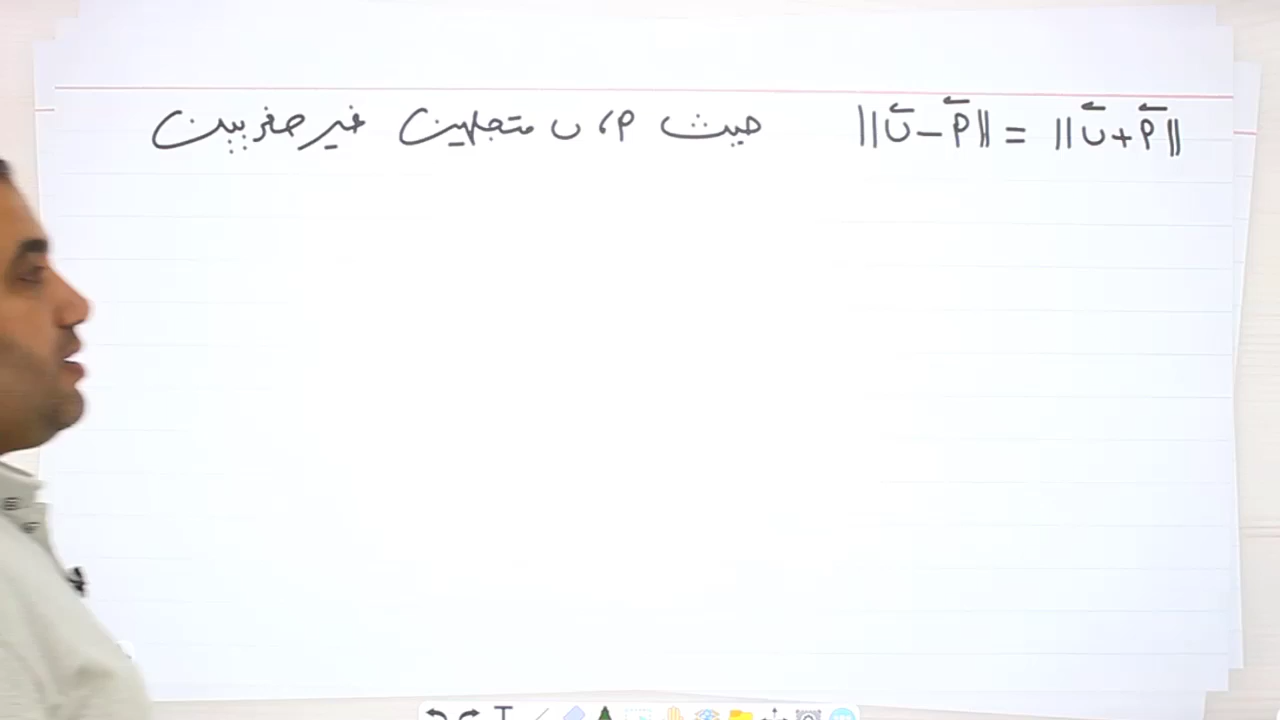 ||م + ں|| = ||م - ں|| حيث م ، ں متجهين غير صفريين